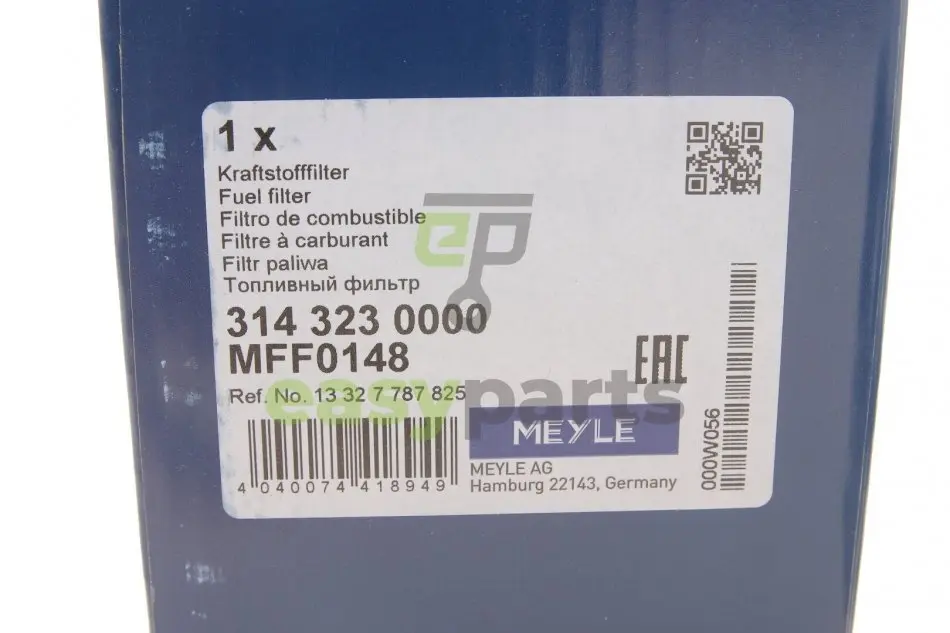 1 x
Kraftstofffilter
Fuel filter
Filtro de combustible
Filtre à carburant
Filtr paliwa
Топливный фильтр
314 323 0000
MFF0148
Ref. No. 13 32 7 787 825
EAC
easyparts
MEYLE
4 040074 418949
MEYLE AG
Hamburg 22143, Germany
000W056
ep